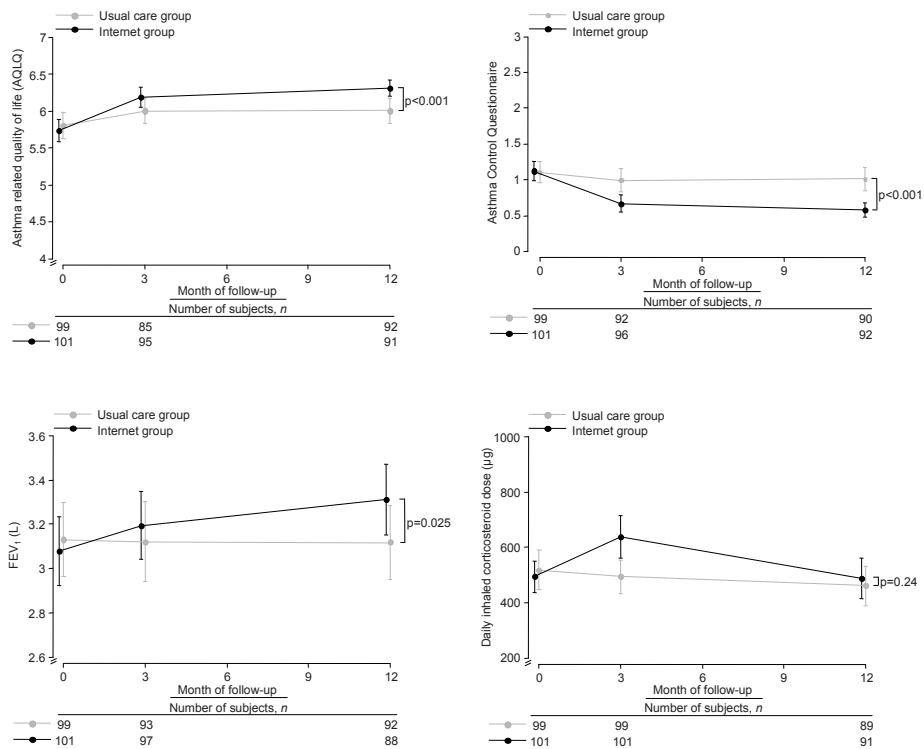 Usual care group
Internet group
Asthma related quality of life (AQLQ)
7
6.5
6
5.5
5
4.5
4
p<0.001
0 3 6 9 12
Month of follow-up
Number of subjects, n
99 85 92
101 95 91
Usual care group
Internet group
Asthma Control Questionnaire
3
2.5
2
1.5
1
0.5
0
p<0.001
0 3 6 9 12
Month of follow-up
Number of subjects, n
99 92 90
101 96 92
Usual care group
Internet group
FEV1 (L)
3.6
3.4
3.2
3
2.8
2.6
p=0.025
0 3 6 9 12
Month of follow-up
Number of subjects, n
99 93 92
101 97 88
Usual care group
Internet group
Daily inhaled corticosteroid dose (µg)
1000
800
600
400
200
p=0.24
0 3 6 9 12
Month of follow-up
Number of subjects, n
99 99 89
101 101 91